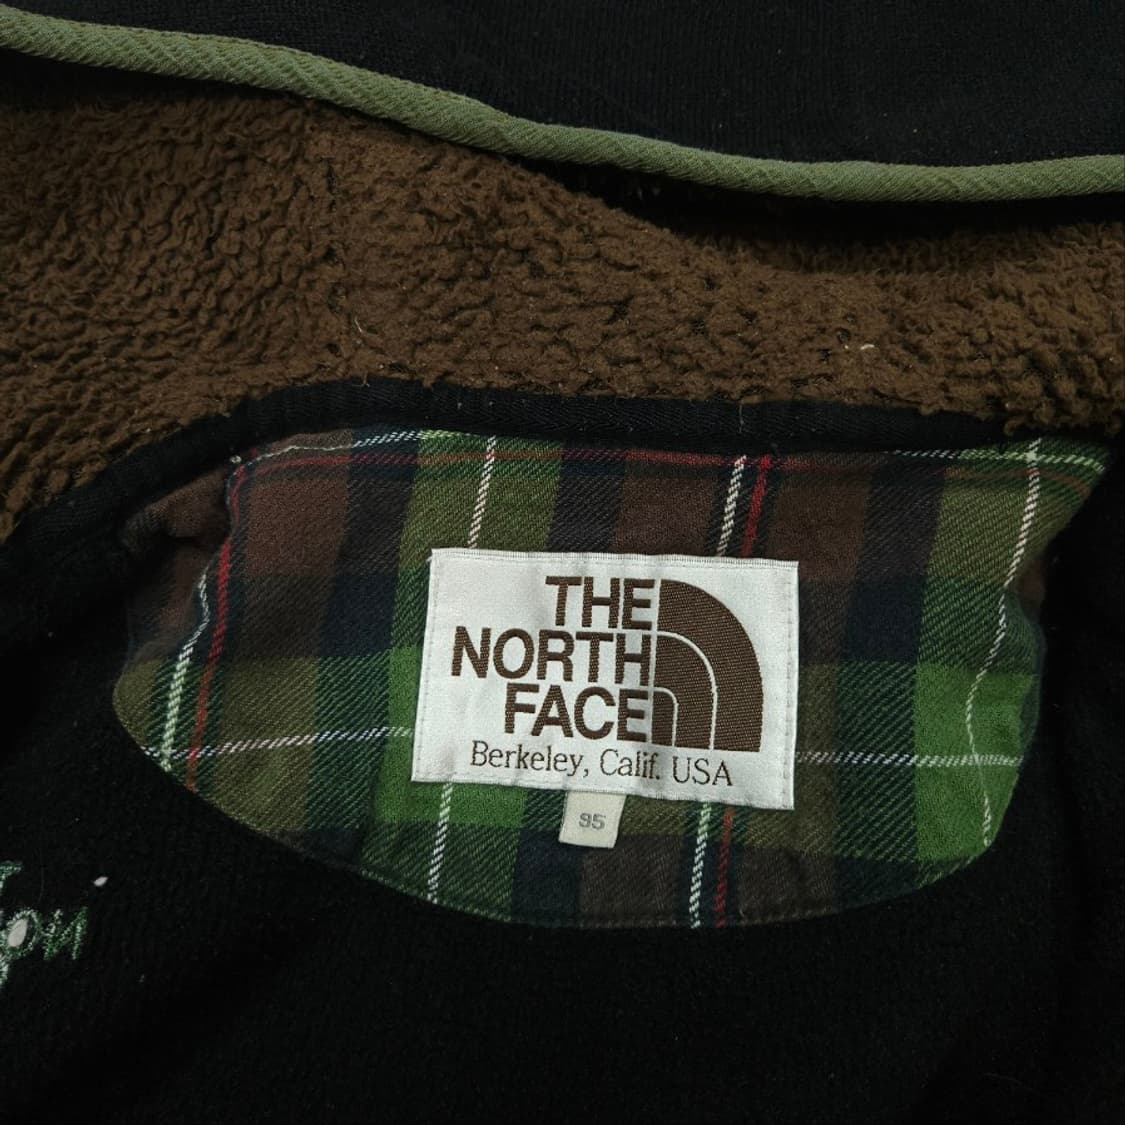 THE
NORTH
FACE
Berkeley, Calif. USA
95